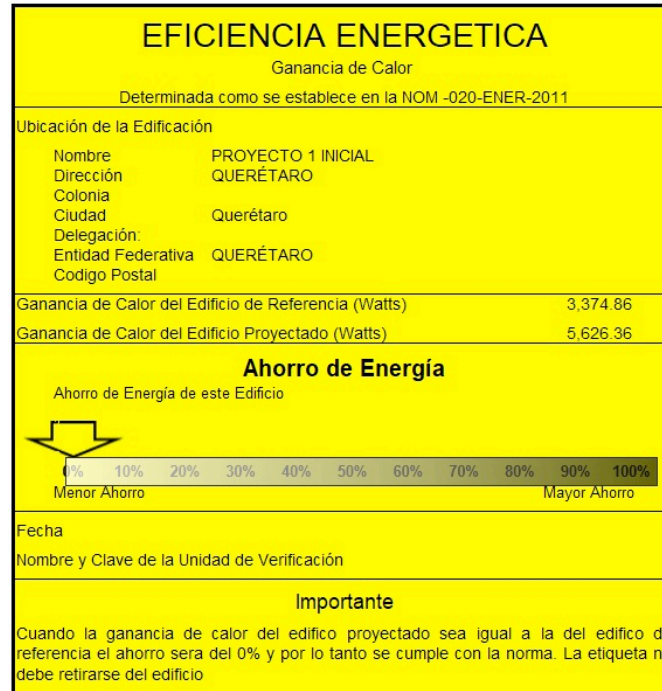 EFICIENCIA ENERGETICA
Ganancia de Calor
Determinada como se establece en la NOM -020-ENER-2011
Ubicación de la Edificación
Nombre PROYECTO 1 INICIAL
Dirección QUERÉTARO
Colonia
Ciudad Querétaro
Delegación:
Entidad Federativa QUERÉTARO
Codigo Postal
Ganancia de Calor del Edificio de Referencia (Watts) 3,374.86
Ganancia de Calor del Edificio Proyectado (Watts) 5,626.36
Ahorro de Energía
Ahorro de Energía de este Edificio
0% 10% 20% 30% 40% 50% 60% 70% 80% 90% 100%
Menor Ahorro Mayor Ahorro
Fecha
Nombre y Clave de la Unidad de Verificación
Importante
Cuando la ganancia de calor del edifico proyectado sea igual a la del edifico d
referencia el ahorro sera del 0% y por lo tanto se cumple con la norma. La etiqueta n
debe retirarse del edificio